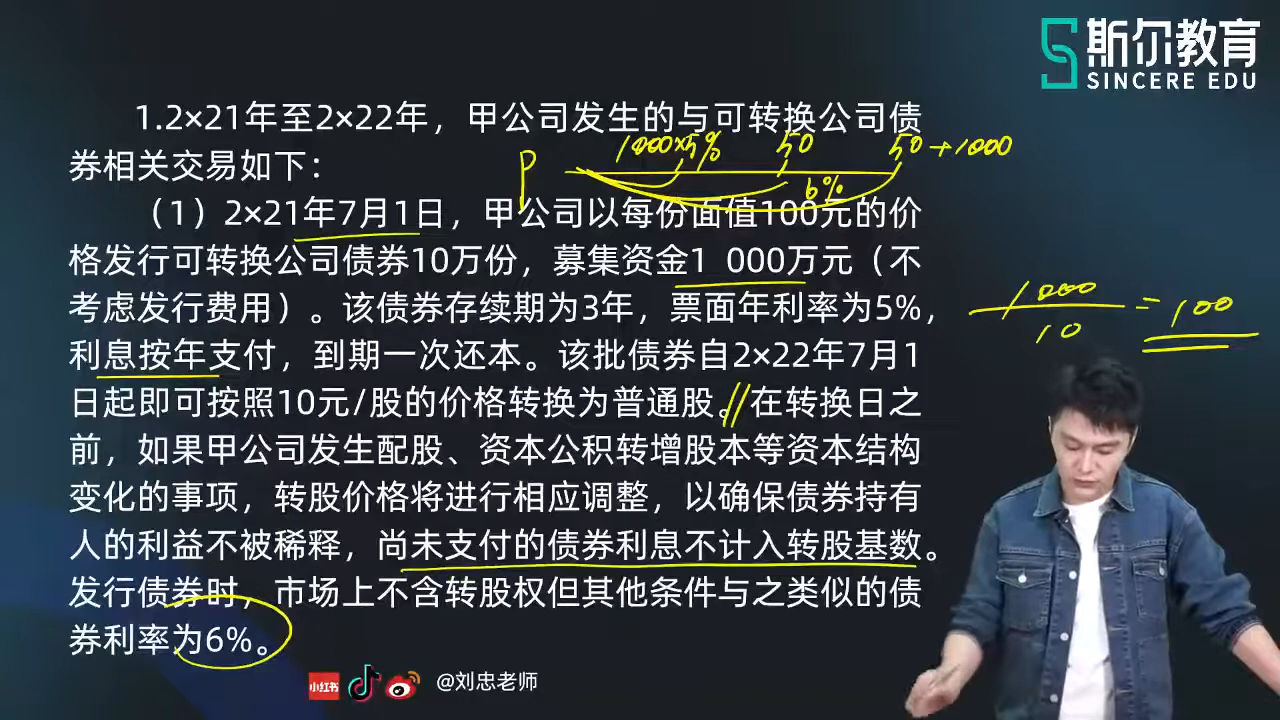 斯尔教育
SINCERE EDU
1.2×21年至2×22年，甲公司发生的与可转换公司债
券相关交易如下：
P 1000×5% 50 50+1000
6%
（1）2×21年7月1日，甲公司以每份面值100元的价
格发行可转换公司债券10万份，募集资金1 000万元（不
考虑发行费用）。该债券存续期为3年，票面年利率为5%，
1000
10
=100
利息按年支付，到期一次还本。该批债券自2×22年7月1
日起即可按照10元/股的价格转换为普通股。在转换日之
前，如果甲公司发生配股、资本公积转增股本等资本结构
变化的事项，转股价格将进行相应调整，以确保债券持有
人的利益不被稀释，尚未支付的债券利息不计入转股基数。
发行债券时，市场上不含转股权但其他条件与之类似的债
券利率为6%。
小红书
@刘忠老师